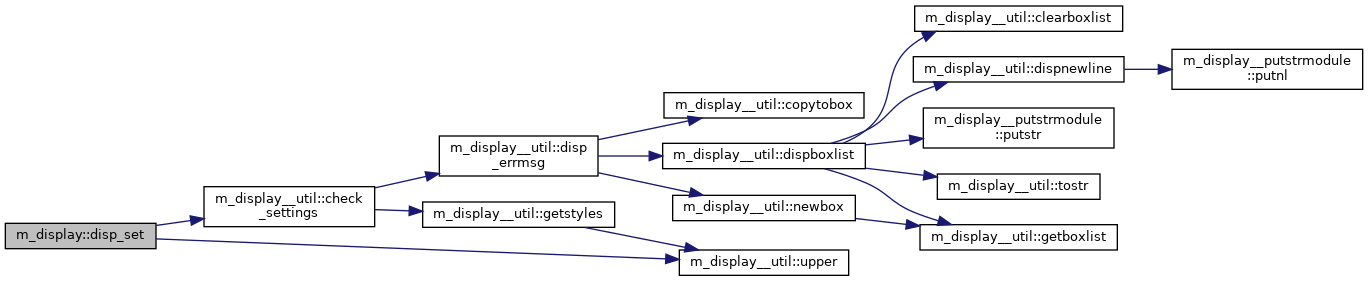 m_display::disp_set
m_display__util::check
_settings
m_display__util::disp
_errmsg
m_display__util::getstyles
m_display__util::copytobox
m_display__util::dispboxlist
m_display__util::newbox
m_display__util::upper
m_display__util::clearboxlist
m_display__util::dispnewline
m_display__putstrmodule
::putstr
m_display__util::tostr
m_display__util::getboxlist
m_display__putstrmodule
::putnl